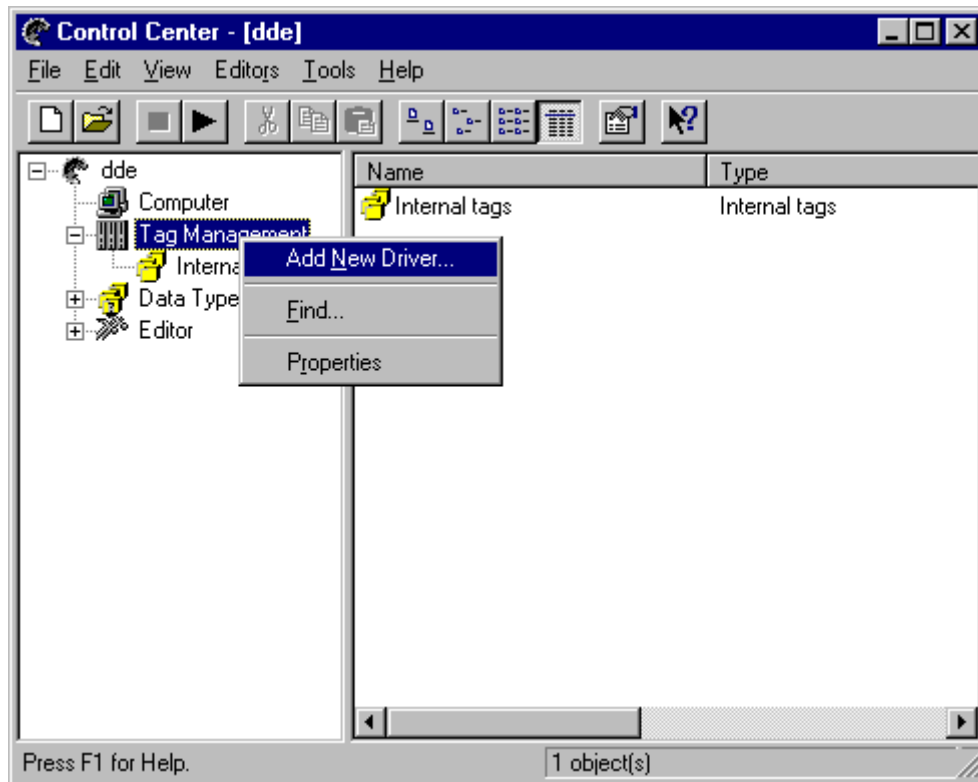 Control Center - [dde]
File Edit View Editors Tools Help
dde
Computer
Tag Management
Interna
Data Type
Editor
Add New Driver...
Find...
Properties
Name Type
Internal tags Internal tags
Press F1 for Help. 1 object(s)